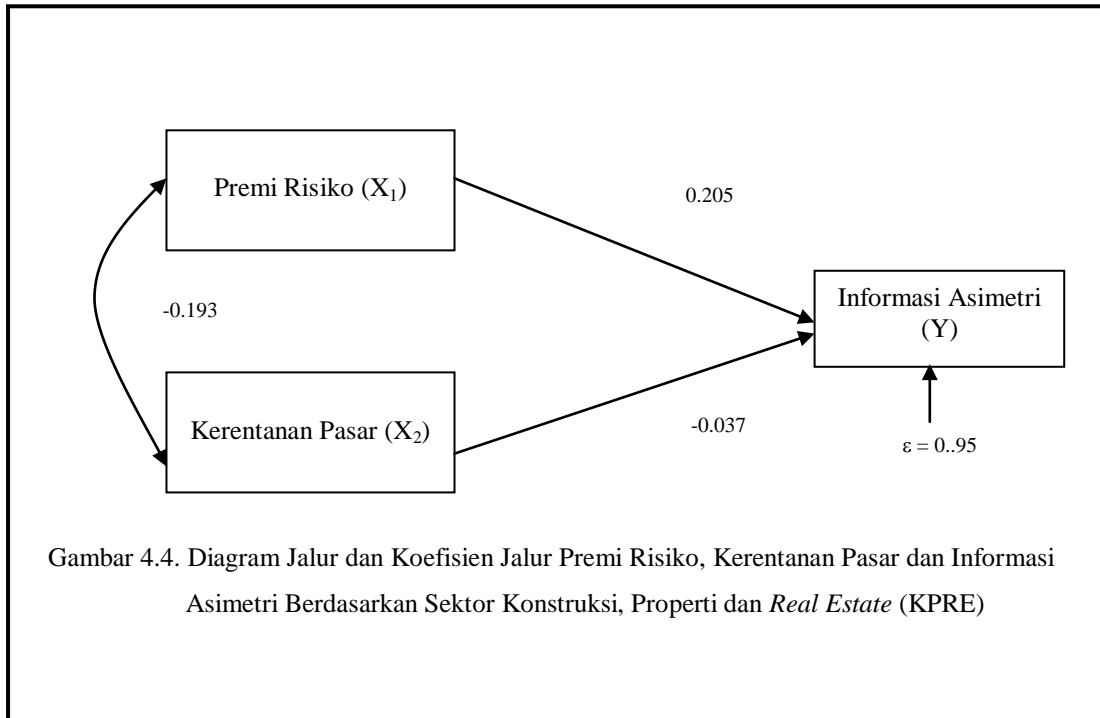 Premi Risiko (X₁)
0.205
-0.193
Informasi Asimetri
(Y)
Kerentanan Pasar (X₂)
-0.037
ε = 0..95
Gambar 4.4. Diagram Jalur dan Koefisien Jalur Premi Risiko, Kerentanan Pasar dan Informasi
Asimetri Berdasarkan Sektor Konstruksi, Properti dan Real Estate (KPRE)